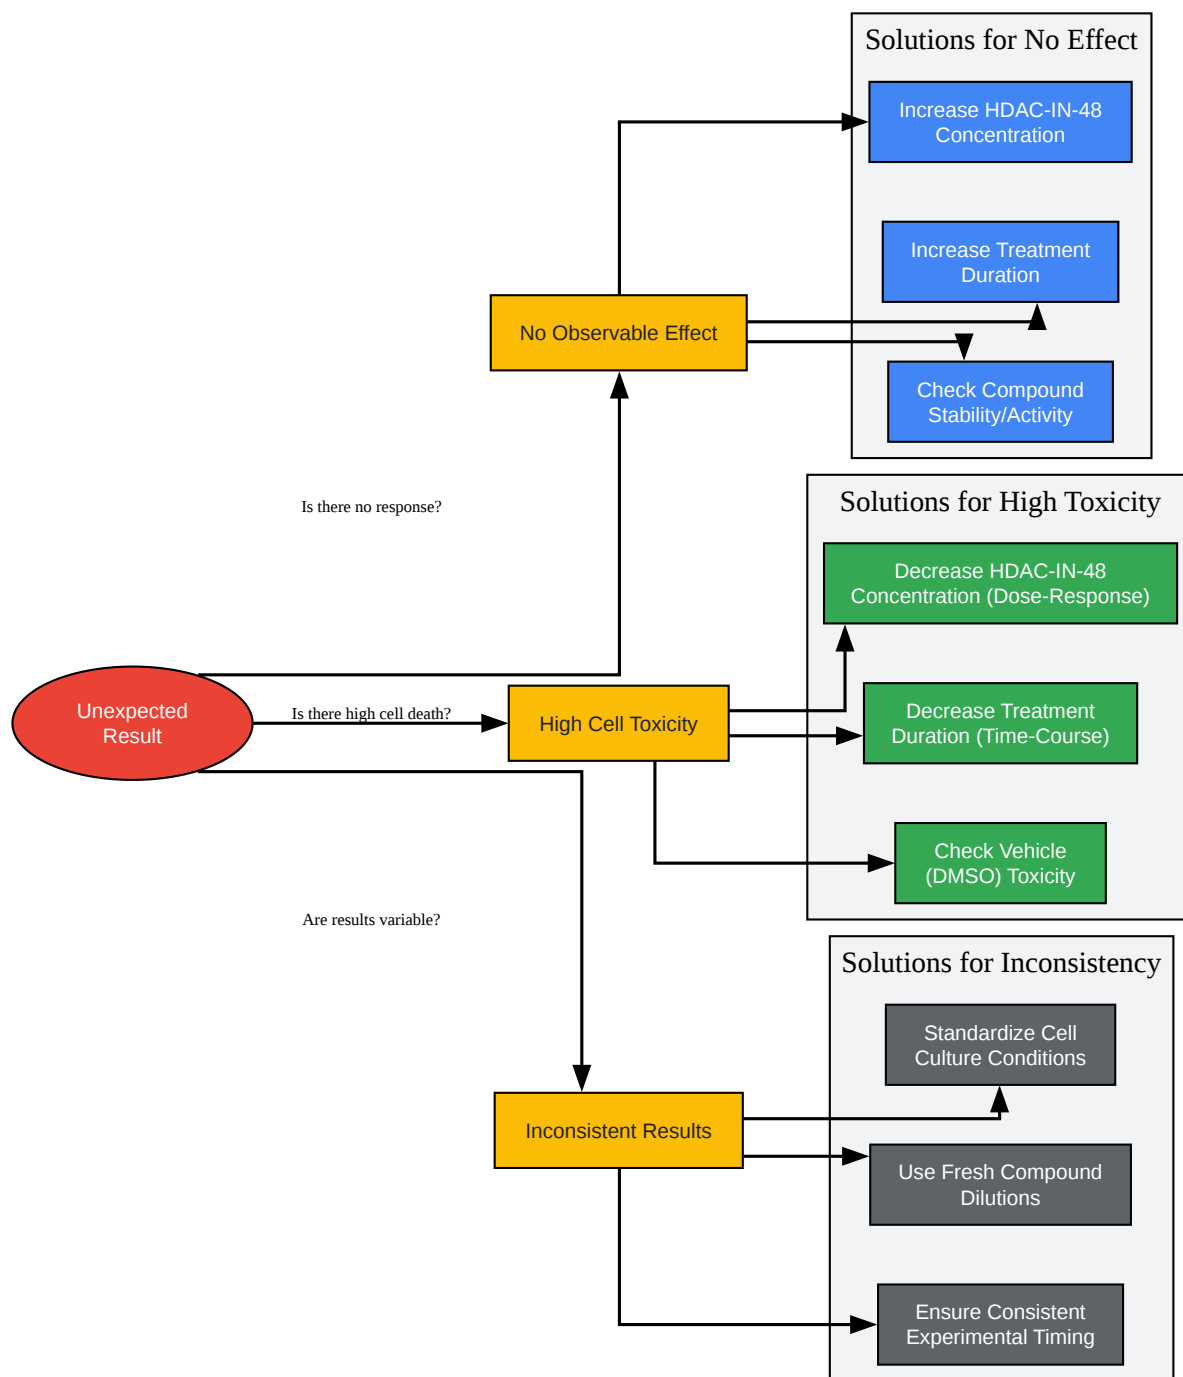 Solutions for No Effect
Increase HDAC-IN-48
Concentration
Increase Treatment
Duration
No Observable Effect
Check Compound
Stability/Activity
Is there no response?
Solutions for High Toxicity
Decrease HDAC-IN-48
Concentration (Dose-Response)
Unexpected
Result
Is there high cell death?
High Cell Toxicity
Decrease Treatment
Duration (Time-Course)
Check Vehicle
(DMSO) Toxicity
Are results variable?
Solutions for Inconsistency
Standardize Cell
Culture Conditions
Inconsistent Results
Use Fresh Compound
Dilutions
Ensure Consistent
Experimental Timing